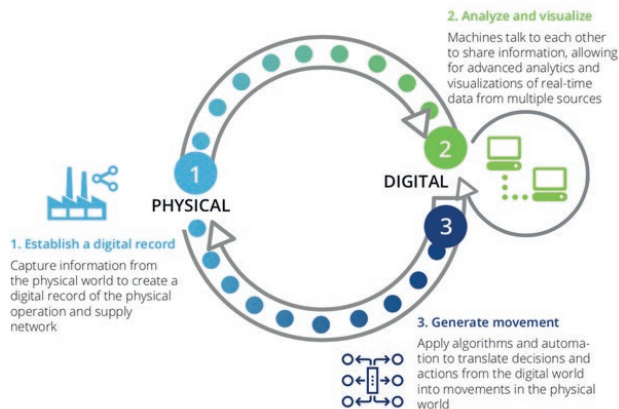 2. Analyze and visualize
Machines talk to each other
to share information, allowing
for advanced analytics and
visualizations of real-time
data from multiple sources
1
PHYSICAL
2
DIGITAL
3
1. Establish a digital record
Capture information from
the physical world to create a
digital record of the physical
operation and supply
network
3. Generate movement
Apply algorithms and automa-
tion to translate decisions and
actions from the digital world
into movements in the physical
world